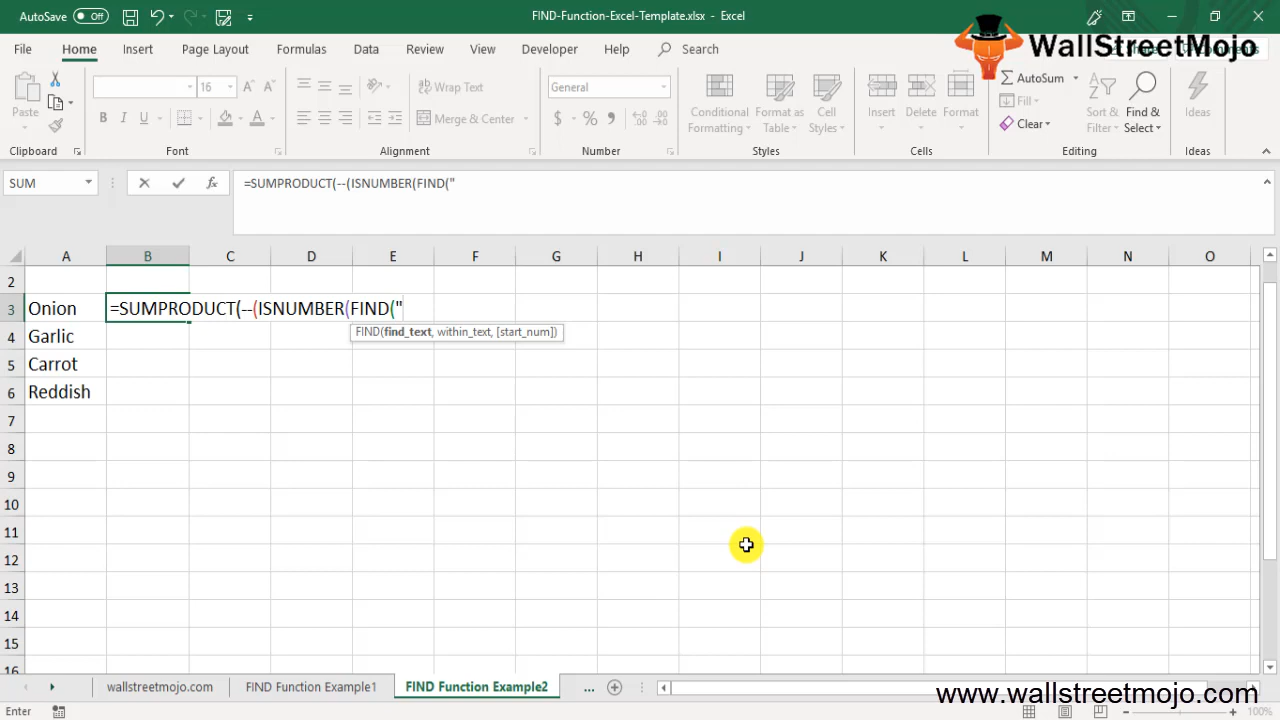 AutoSave Off
FIND-Function-Excel-Template.xlsx - Excel
WallStreetMojo
File Home Insert Page Layout Formulas Data Review View Developer Help Search
16
General
Paste
Wrap Text
Merge & Center
Conditional Formatting
Format as Table
Cell Styles
Insert
Delete
Format
AutoSum
Fill
Clear
Sort & Filter
Find & Select
Ideas
Clipboard Font Alignment Number Styles Cells Editing Ideas
SUM
=SUMPRODUCT(--(ISNUMBER(FIND("
A B C D E F G H I J K L M N O
2
3 Onion =SUMPRODUCT(--(ISNUMBER(FIND("
FIND(find_text, within_text, [start_num])
4 Garlic
5 Carrot
6 Reddish
7
8
9
10
11
12
13
14
15
16
wallstreetmojo.com FIND Function Example1 FIND Function Example2 ...
www.wallstreetmojo.com
Enter
100%